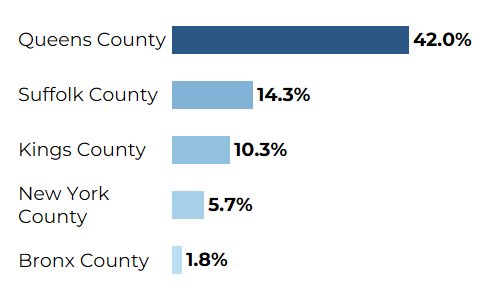 Queens County 42.0%
Suffolk County 14.3%
Kings County 10.3%
New York
County 5.7%
Bronx County 1.8%